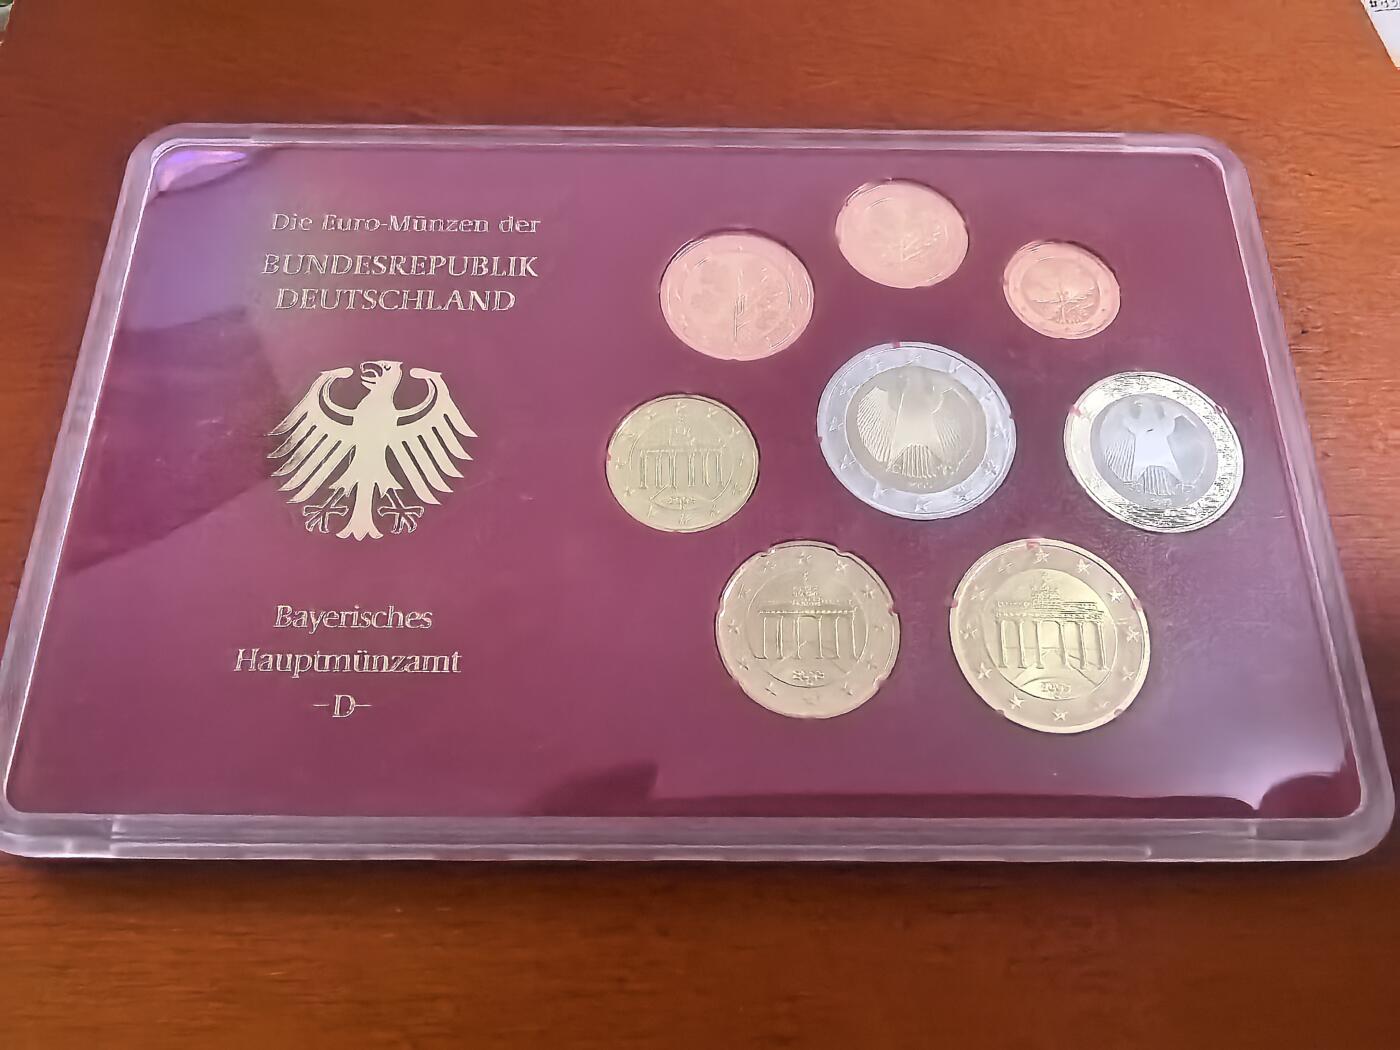 Die Euro-Münzen der
BUNDESREPUBLIK
DEUTSCHLAND
Bayerisches
Hauptmünzamt
-D-